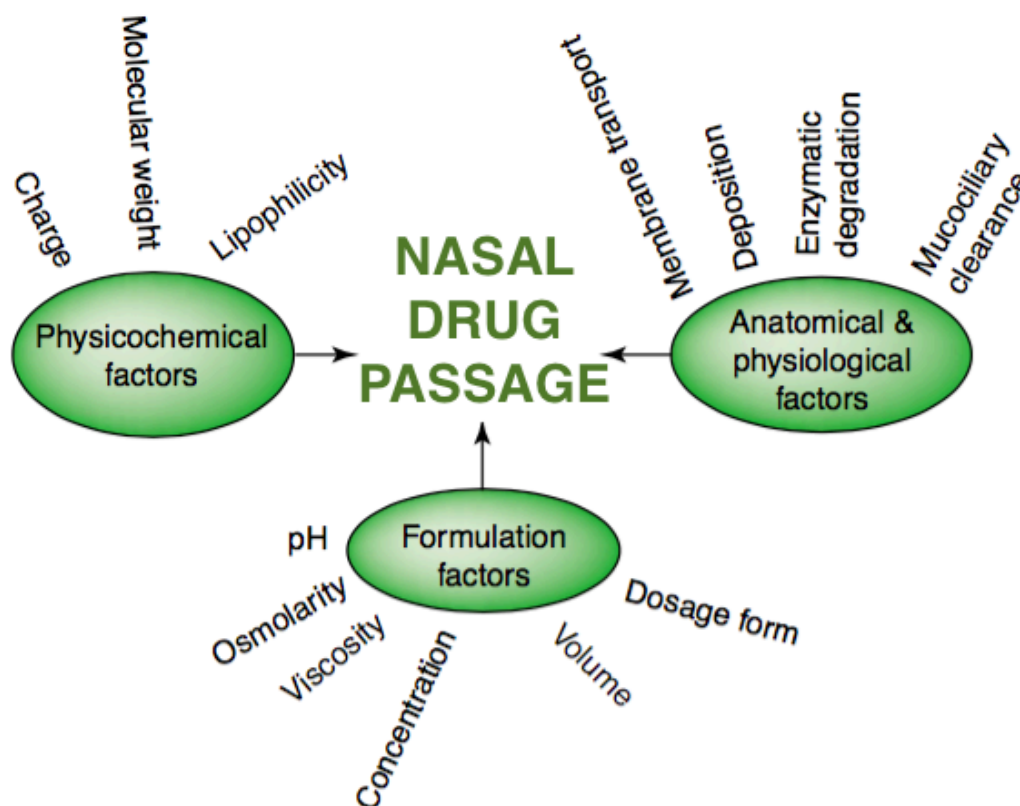 Charge
Molecular weight
Lipophilicity
Physicochemical
factors
NASAL
DRUG
PASSAGE
Membrane transport
Deposition
Enzymatic
degradation
Mucociliary
clearance
Anatomical &
physiological
factors
Formulation
factors
pH
Osmolarity
Viscosity
Concentration
Volume
Dosage form